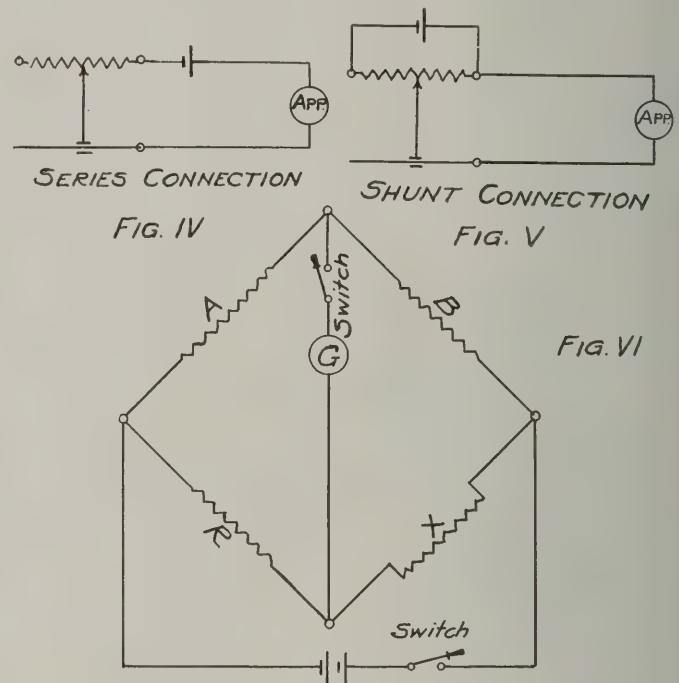 APP.
APP.
SERIES CONNECTION
SHUNT CONNECTION
FIG. IV
FIG. V
Switch
A
B
G
FIG. VI
R
X
Switch